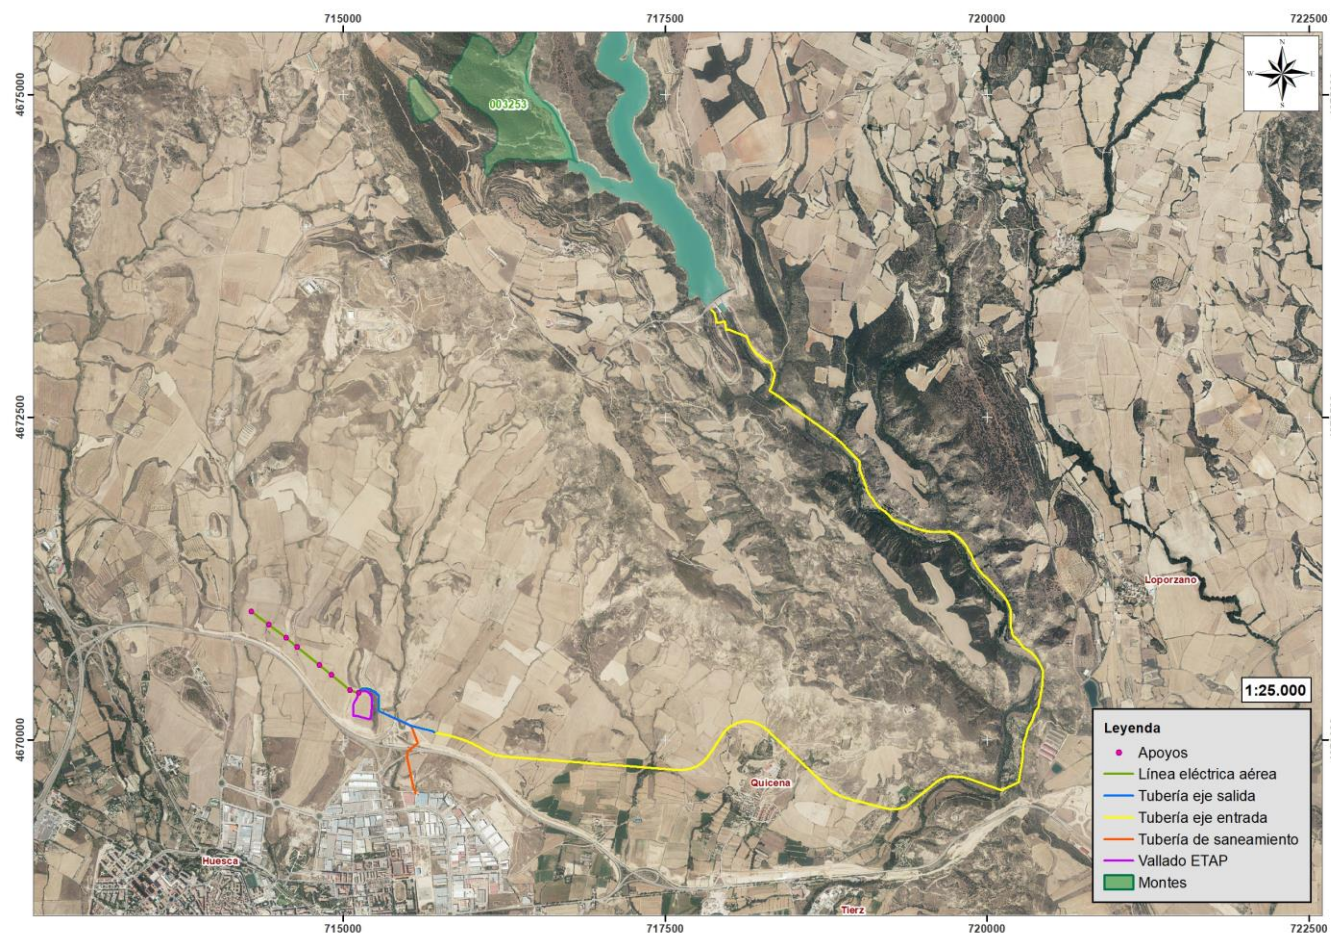 715000
717500
720000
722500
N
W
E
N
4675000
003253
4672500
Loporzano
1:25.000
4670000
Leyenda
Apoyos
Línea eléctrica aérea
Tubería eje salida
Tubería eje entrada
Tubería de saneamiento
Vallado ETAP
Montes
Quicena
Huesca
Tierz
715000
717500
720000
722500